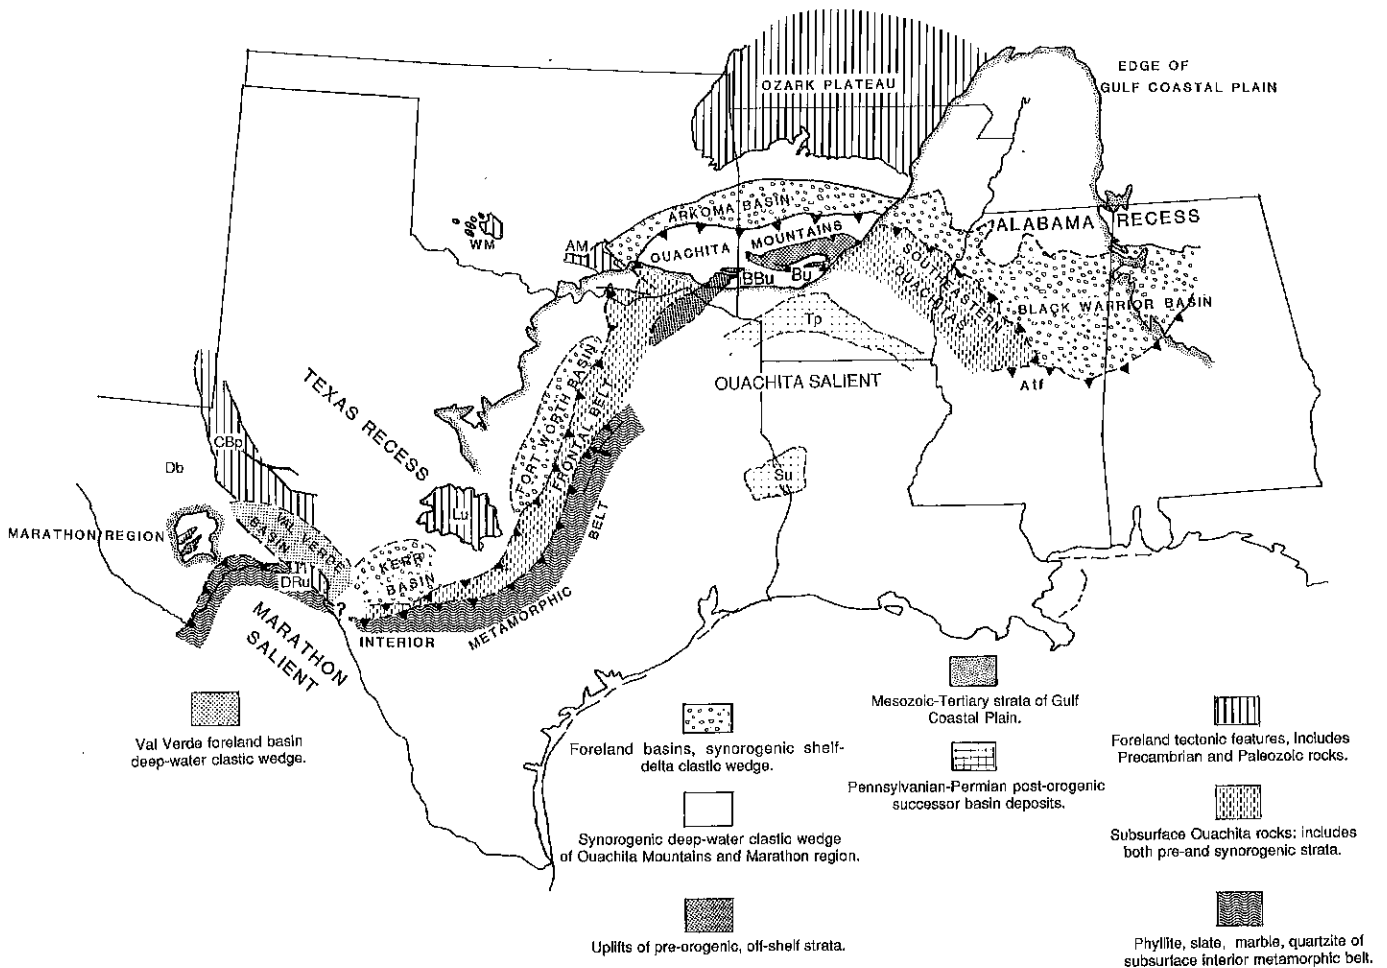 EDGE OF
GULF COASTAL PLAIN
OZARK PLATEAU
ARKOMA BASIN
ALABAMA RECESS
WM
AM
OUACHITA MOUNTAINS
BBu
Bu
SOUTHEASTERN
OUACHITAS
BLACK WARRIOR BASIN
Tp
OUACHITA SALIENT
Atf
TEXAS RECESS
FORT WORTH BASIN
FRONTAL BELT
CBp
Db
Su
Lu
MARATHON REGION
VAL VERDE
BASIN
KERR
BASIN
DRu
?
MARATHON
SALIENT
INTERIOR
METAMORPHIC
BELT
Val Verde foreland basin
deep-water clastic wedge.
Foreland basins, synorogenic shelf-
delta clastic wedge.
Synorogenic deep-water clastic wedge
of Ouachita Mountains and Marathon region.
Uplifts of pre-orogenic, off-shelf strata.
Mesozoic-Tertiary strata of Gulf
Coastal Plain.
Pennsylvanian-Permian post-orogenic
successor basin deposits.
Foreland tectonic features, Includes
Precambrian and Paleozoic rocks.
Subsurface Ouachita rocks; includes
both pre-and synorogenic strata.
Phyllite, slate, marble, quartzite of
subsurface interior metamorphic belt.